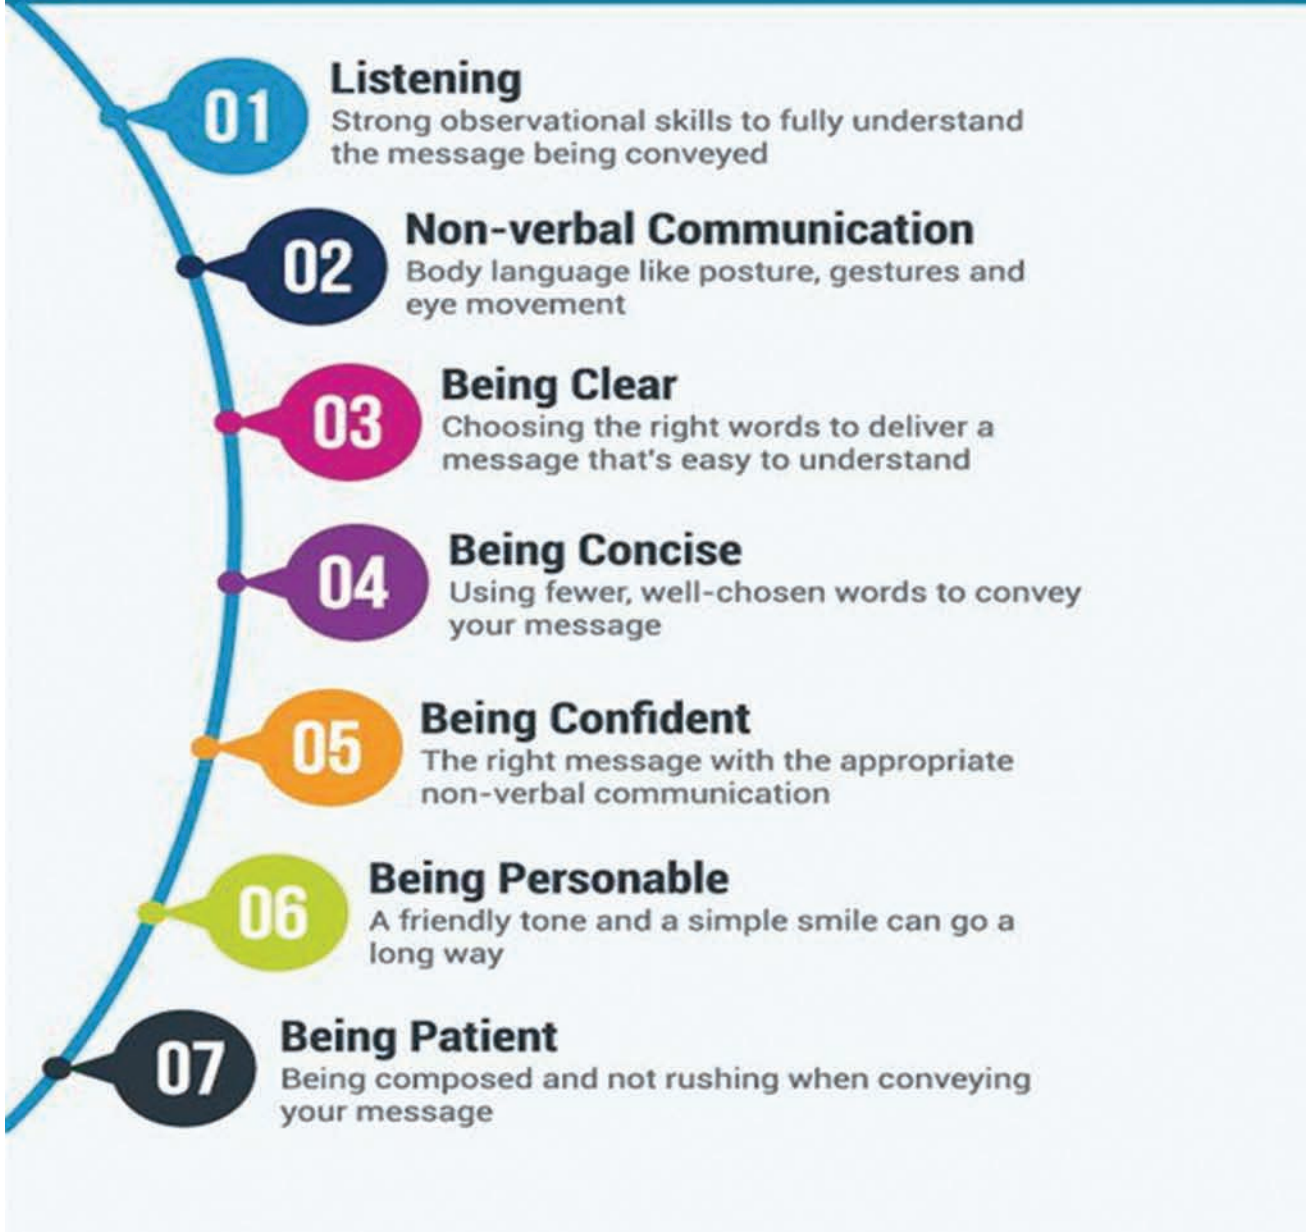 01
Listening
Strong observational skills to fully understand
the message being conveyed
02
Non-verbal Communication
Body language like posture, gestures and
eye movement
03
Being Clear
Choosing the right words to deliver a
message that's easy to understand
04
Being Concise
Using fewer, well-chosen words to convey
your message
05
Being Confident
The right message with the appropriate
non-verbal communication
06
Being Personable
A friendly tone and a simple smile can go a
long way
07
Being Patient
Being composed and not rushing when conveying
your message